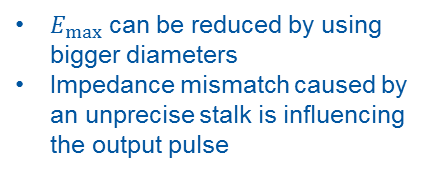 • E_max can be reduced by using
bigger diameters
• Impedance mismatch caused by
an unprecise stalk is influencing
the output pulse